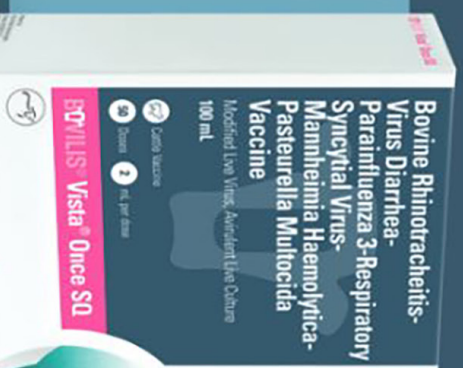 Bovine Rhinotracheitis-
Virus Diarrhea-
Parainfluenza 3-Respiratory
Syncytial Virus-
Mannheimia Haemolytica-
Pasteurella Multocida
Vaccine
Modified Live Virus, Avirulent Live Culture
100 mL
Cattle Vaccine
50 Doses 2 mL per dose
BOVILIS® Vista® Once SQ